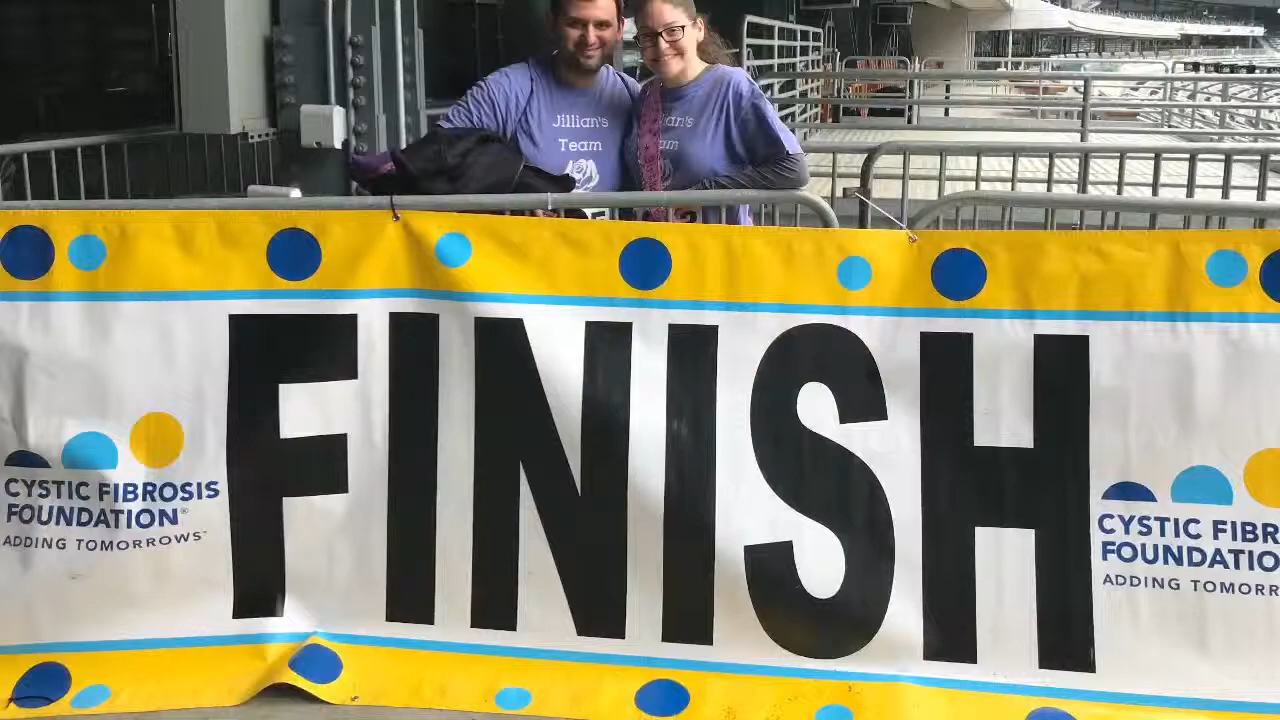 Jillian's
Team
FINISH
CYSTIC FIBROSIS
FOUNDATION®
ADDING TOMORROWS™
CYSTIC FIBR
FOUNDATIO
ADDING TOMORR